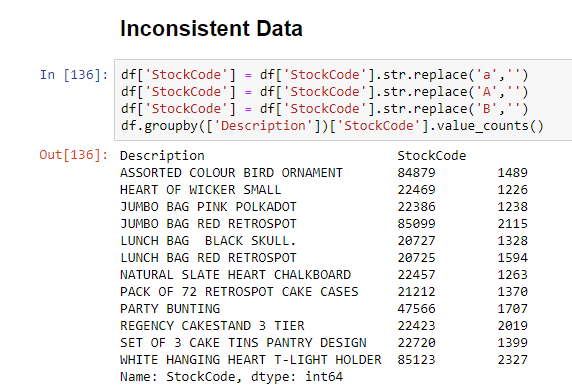 Inconsistent Data
In [136]: df['StockCode'] = df['StockCode'].str.replace('a','')
df['StockCode'] = df['StockCode'].str.replace('A','')
df['StockCode'] = df['StockCode'].str.replace('B','')
df.groupby(['Description'])['StockCode'].value_counts()
Out[136]: Description StockCode
ASSORTED COLOUR BIRD ORNAMENT 84879 1489
HEART OF WICKER SMALL 22469 1226
JUMBO BAG PINK POLKADOT 22386 1238
JUMBO BAG RED RETROSPOT 85099 2115
LUNCH BAG  BLACK SKULL. 20727 1328
LUNCH BAG RED RETROSPOT 20725 1594
NATURAL SLATE HEART CHALKBOARD 22457 1263
PACK OF 72 RETROSPOT CAKE CASES 21212 1370
PARTY BUNTING 47566 1707
REGENCY CAKESTAND 3 TIER 22423 2019
SET OF 3 CAKE TINS PANTRY DESIGN 22720 1399
WHITE HANGING HEART T-LIGHT HOLDER 85123 2327
Name: StockCode, dtype: int64